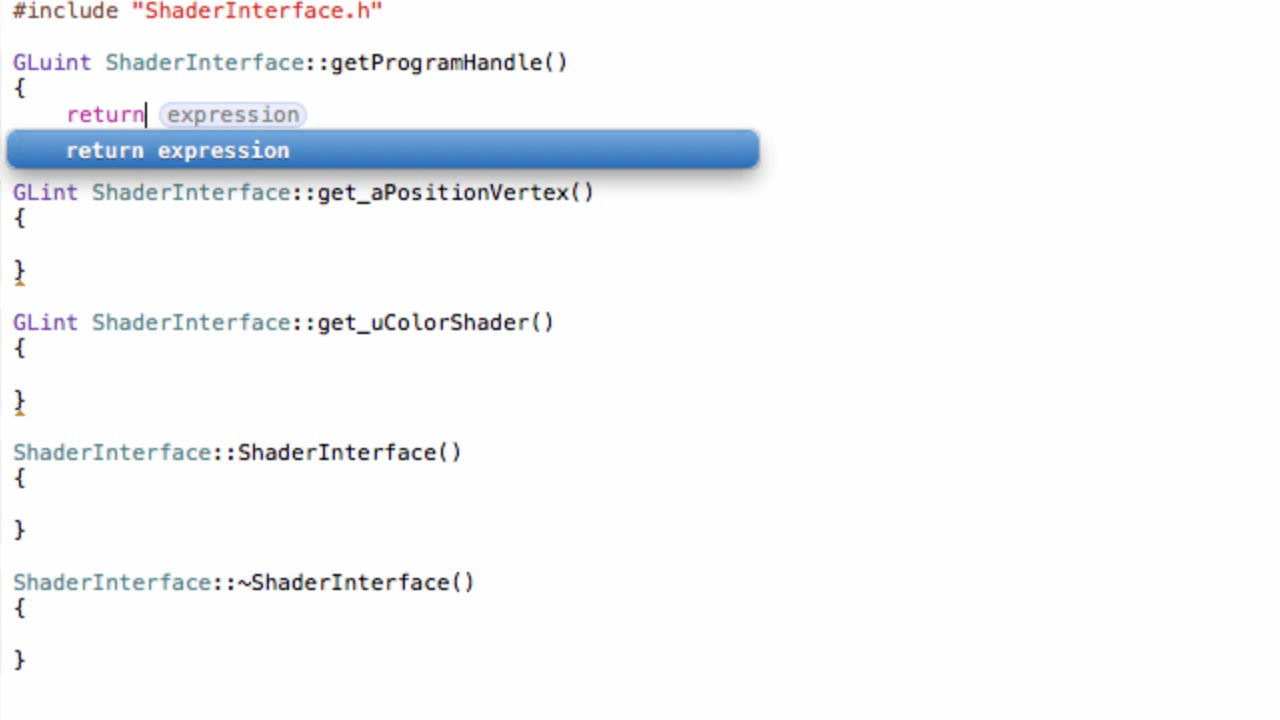 #include "ShaderInterface.h"
GLuint ShaderInterface::getProgramHandle()
{
return expression
return expression
GLint ShaderInterface::get_aPositionVertex()
{
}
GLint ShaderInterface::get_uColorShader()
{
}
ShaderInterface::ShaderInterface()
{
}
ShaderInterface::~ShaderInterface()
{
}